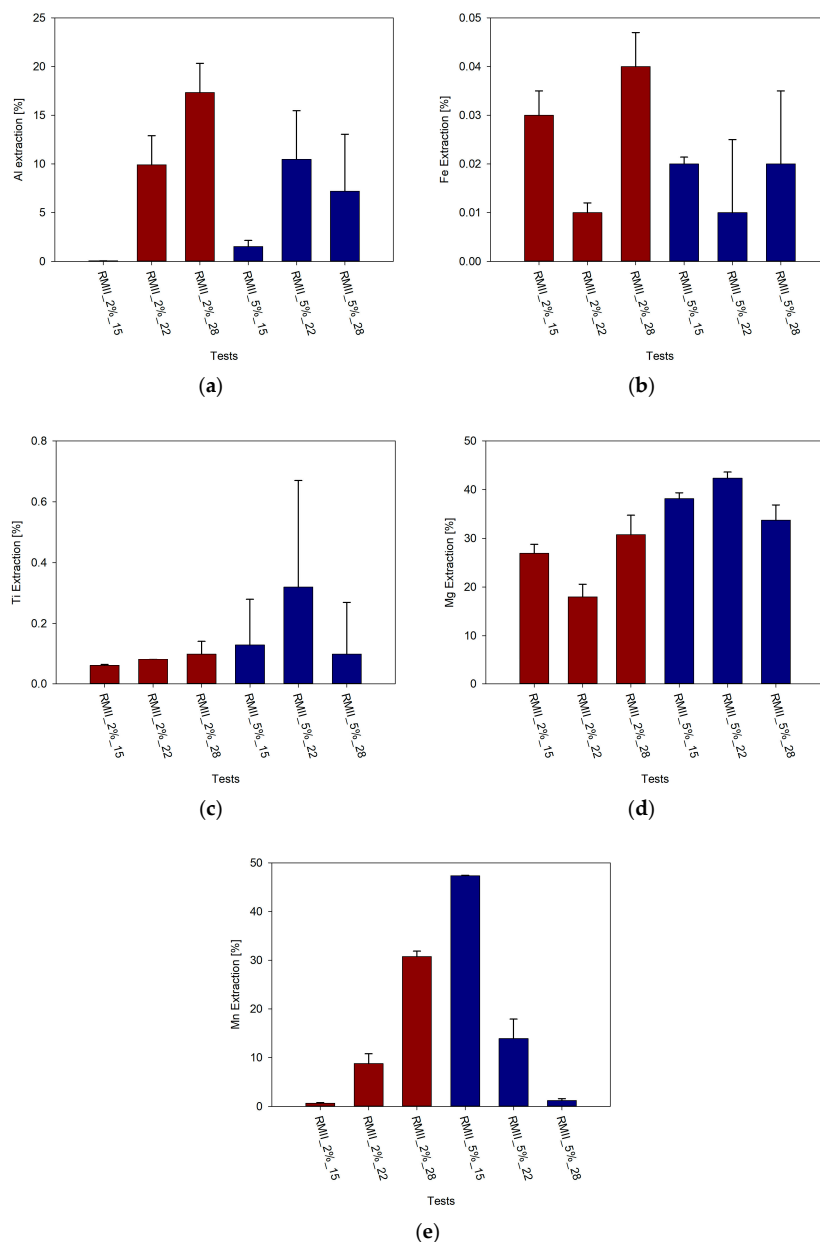 25
20
15
10
5
0
Al extraction [%]
RMII_2%_15
RMII_2%_22
RMII_2%_28
RMII_5%_15
RMII_5%_22
RMII_5%_28
Tests
(a)
0.05
0.04
0.03
0.02
0.01
0.00
Fe Extraction [%]
RMII_2%_15
RMII_2%_22
RMII_2%_28
RMII_5%_15
RMII_5%_22
RMII_5%_28
Tests
(b)
0.8
0.6
0.4
0.2
0.0
Ti Extraction [%]
RMII_2%_15
RMII_2%_22
RMII_2%_28
RMII_5%_15
RMII_5%_22
RMII_5%_28
Tests
(c)
50
40
30
20
10
0
Mg Extraction [%]
RMII_2%_15
RMII_2%_22
RMII_2%_28
RMII_5%_15
RMII_5%_22
RMII_5%_28
Tests
(d)
50
40
30
20
10
0
Mn Extraction [%]
RMII_2%_15
RMII_2%_22
RMII_2%_28
RMII_5%_15
RMII_5%_22
RMII_5%_28
Tests
(e)